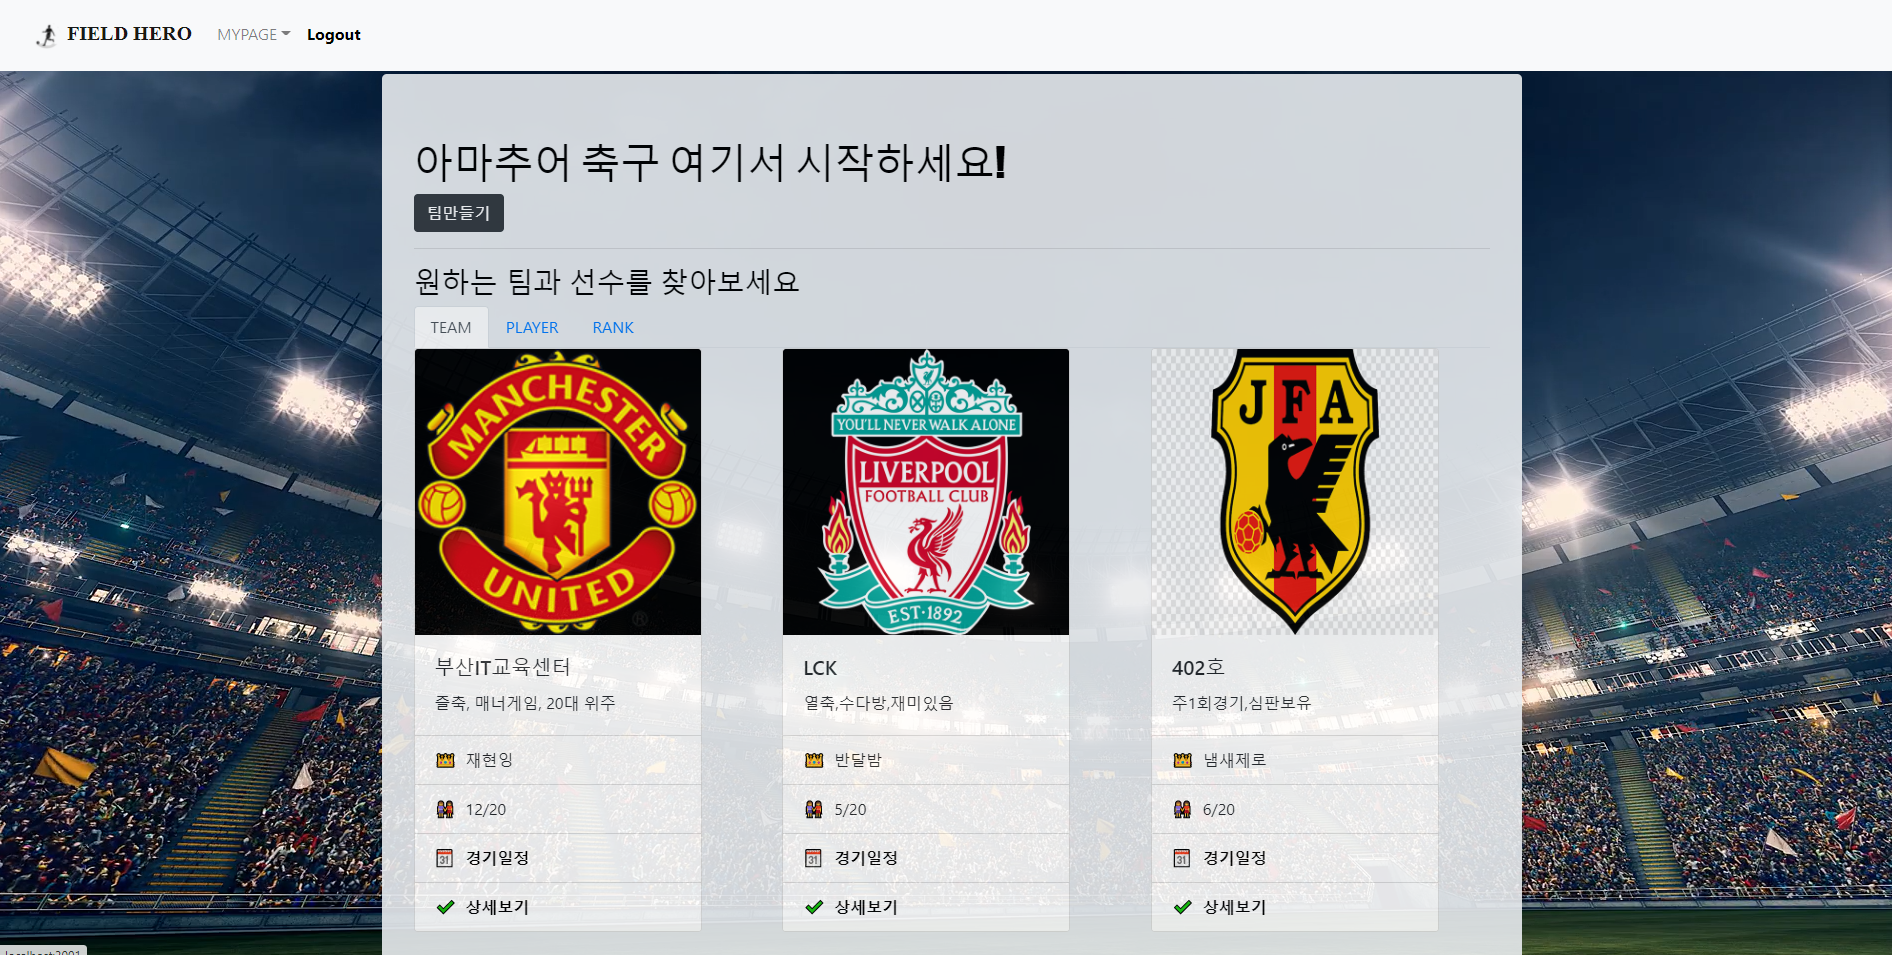 FIELD HERO MYPAGE Logout
아마추어 축구 여기서 시작하세요!
팀만들기
원하는 팀과 선수를 찾아보세요
TEAM PLAYER RANK
MANCHESTER
UNITED
®
YOU'LL NEVER WALK ALONE
LIVERPOOL
FOOTBALL CLUB
EST·1892
JFA
부산IT교육센터
즐축, 매너게임, 20대 위주
재현잉
12/20
31 경기일정
상세보기
LCK
열축,수다방,재미있음
반달밤
5/20
31 경기일정
상세보기
402호
주1회경기,심판보유
냄새제로
6/20
31 경기일정
상세보기